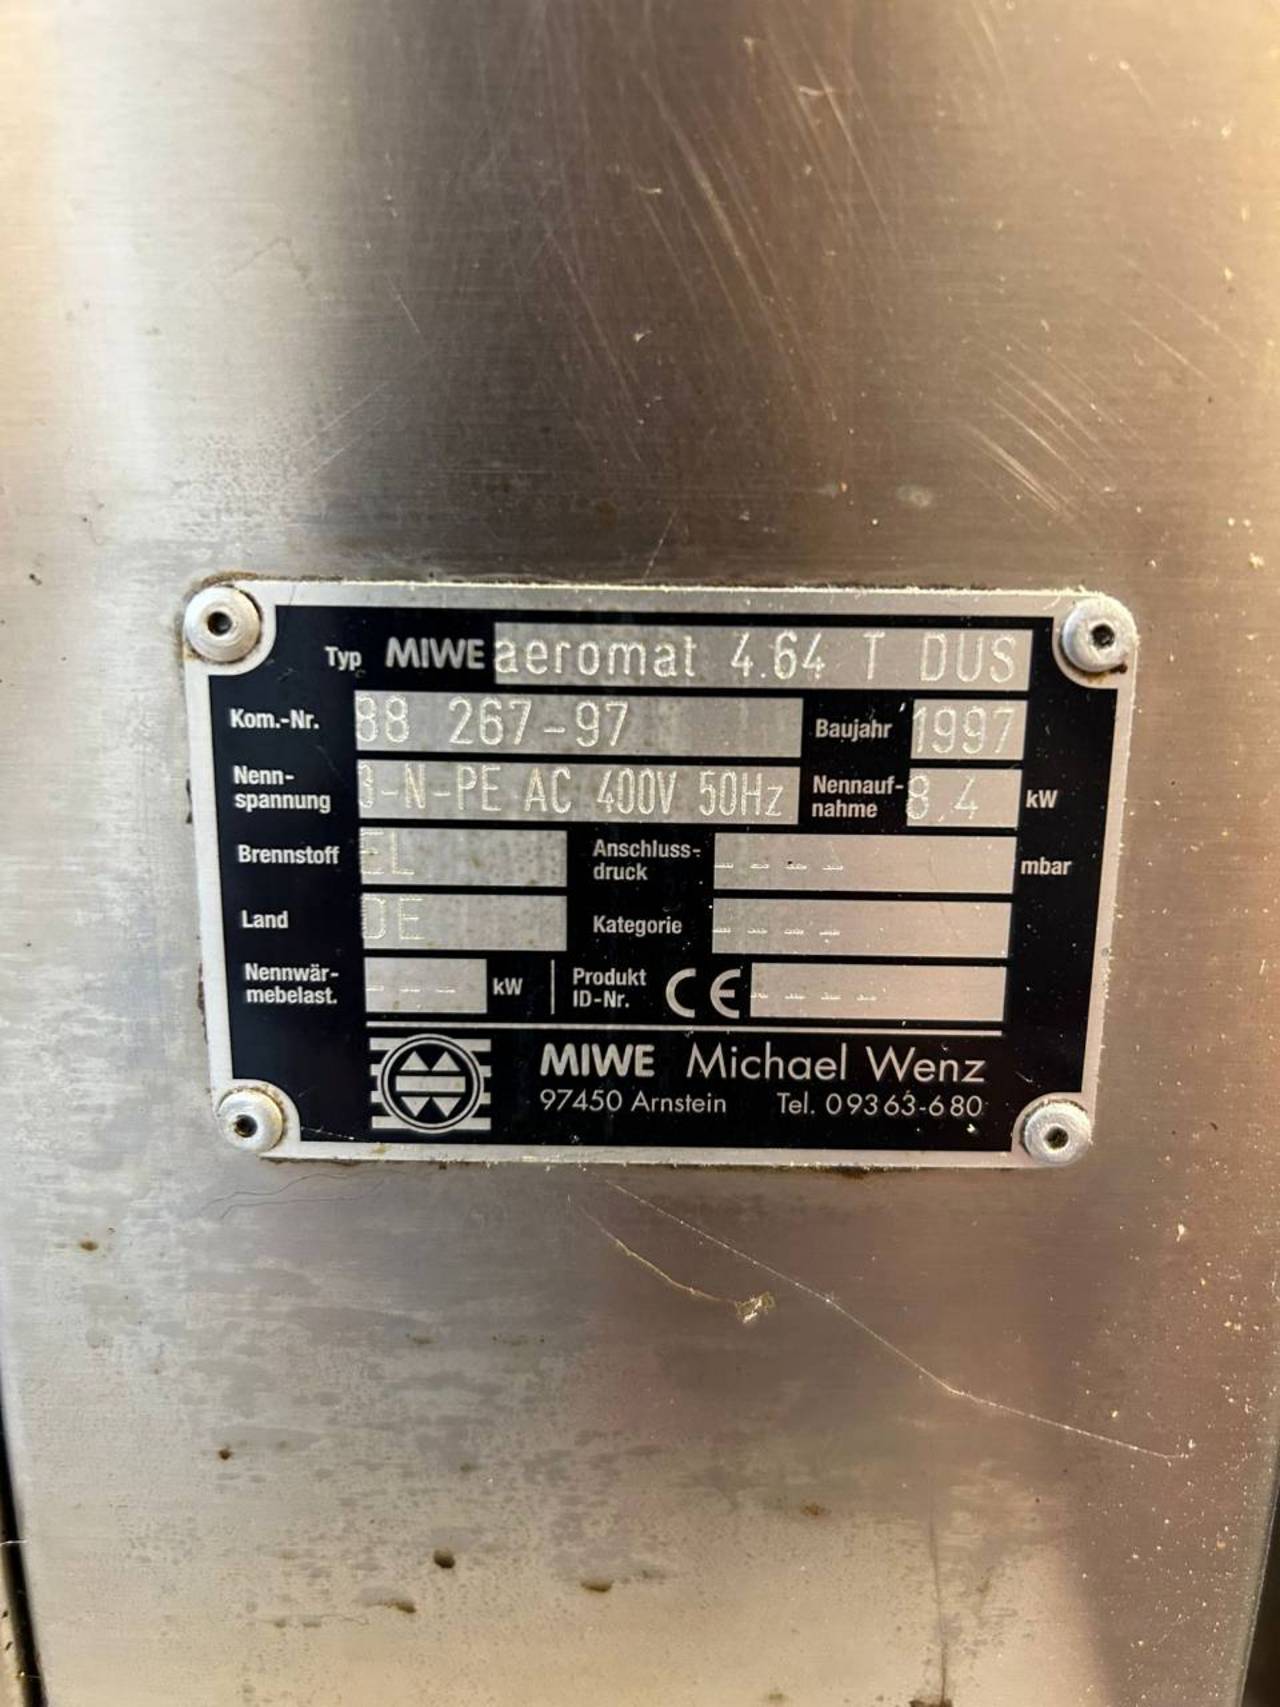 Typ MIWE aeromat 4.64 T DUS
Kom.-Nr. 88 267-97 Baujahr 1997
Nenn-
spannung 3-N-PE AC 400V 50Hz Nennauf-
nahme 8,4 kW
Brennstoff EL Anschluss-
druck ---- mbar
Land DE Kategorie ----
Nennwär-
mebelast. --- kW Produkt
ID-Nr. CE ----
MIWE Michael Wenz
97450 Arnstein Tel. 09363-680